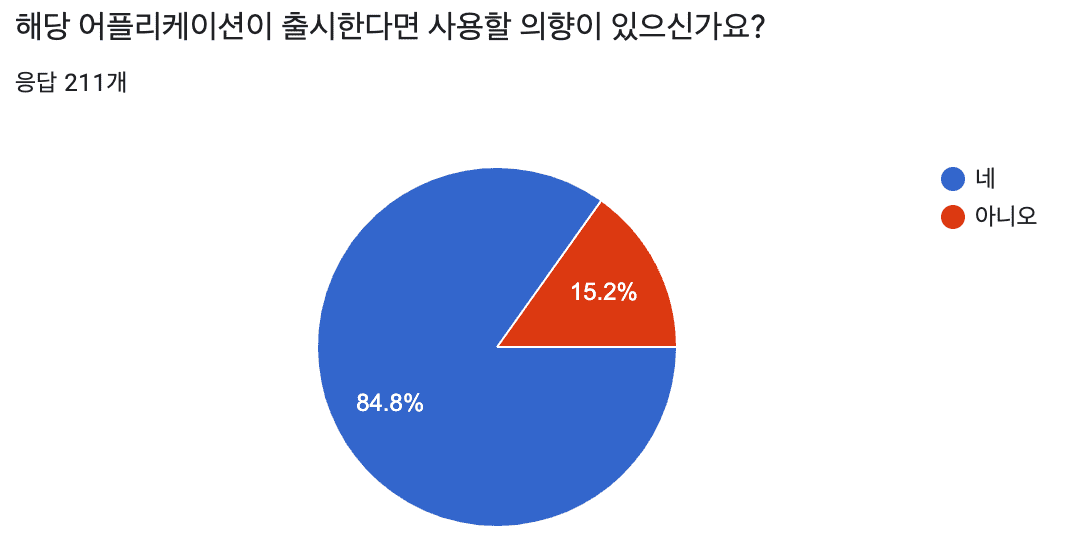 해당 어플리케이션이 출시한다면 사용할 의향이 있으신가요?
응답 211개
네
아니오
15.2%
84.8%